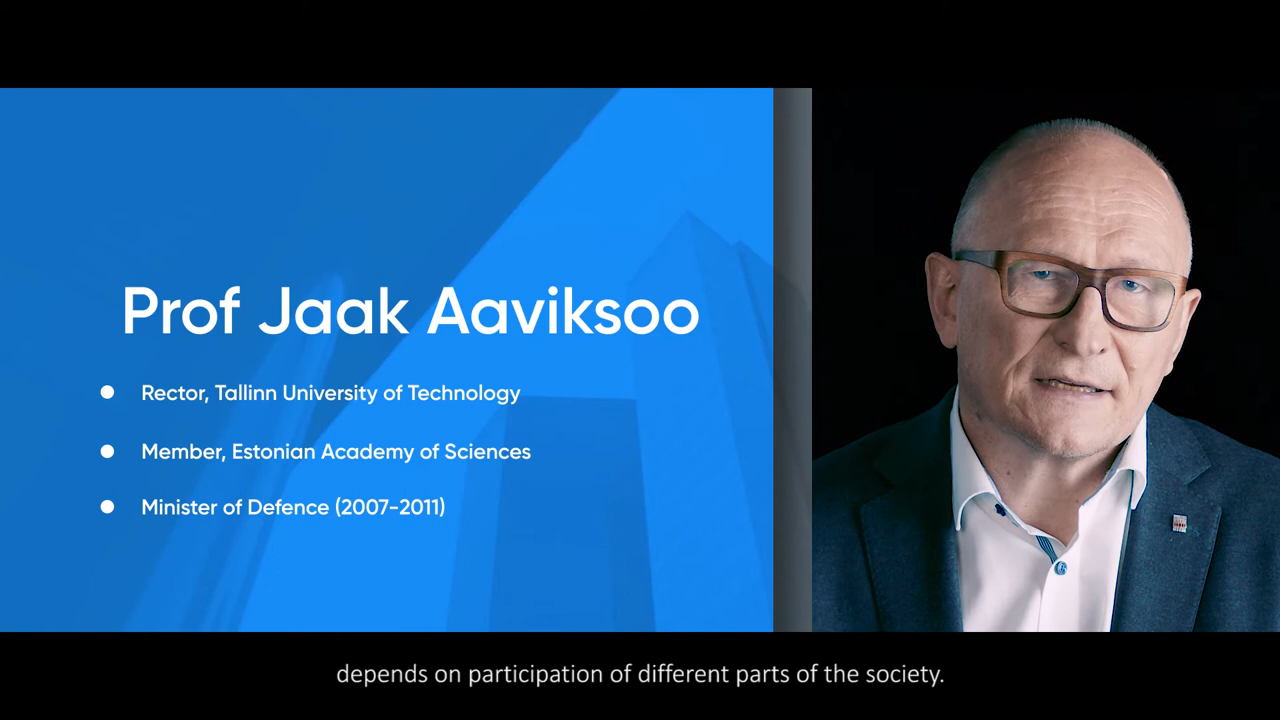 Prof Jaak Aaviksoo
Rector, Tallinn University of Technology
Member, Estonian Academy of Sciences
Minister of Defence (2007-2011)
depends on participation of different parts of the society.